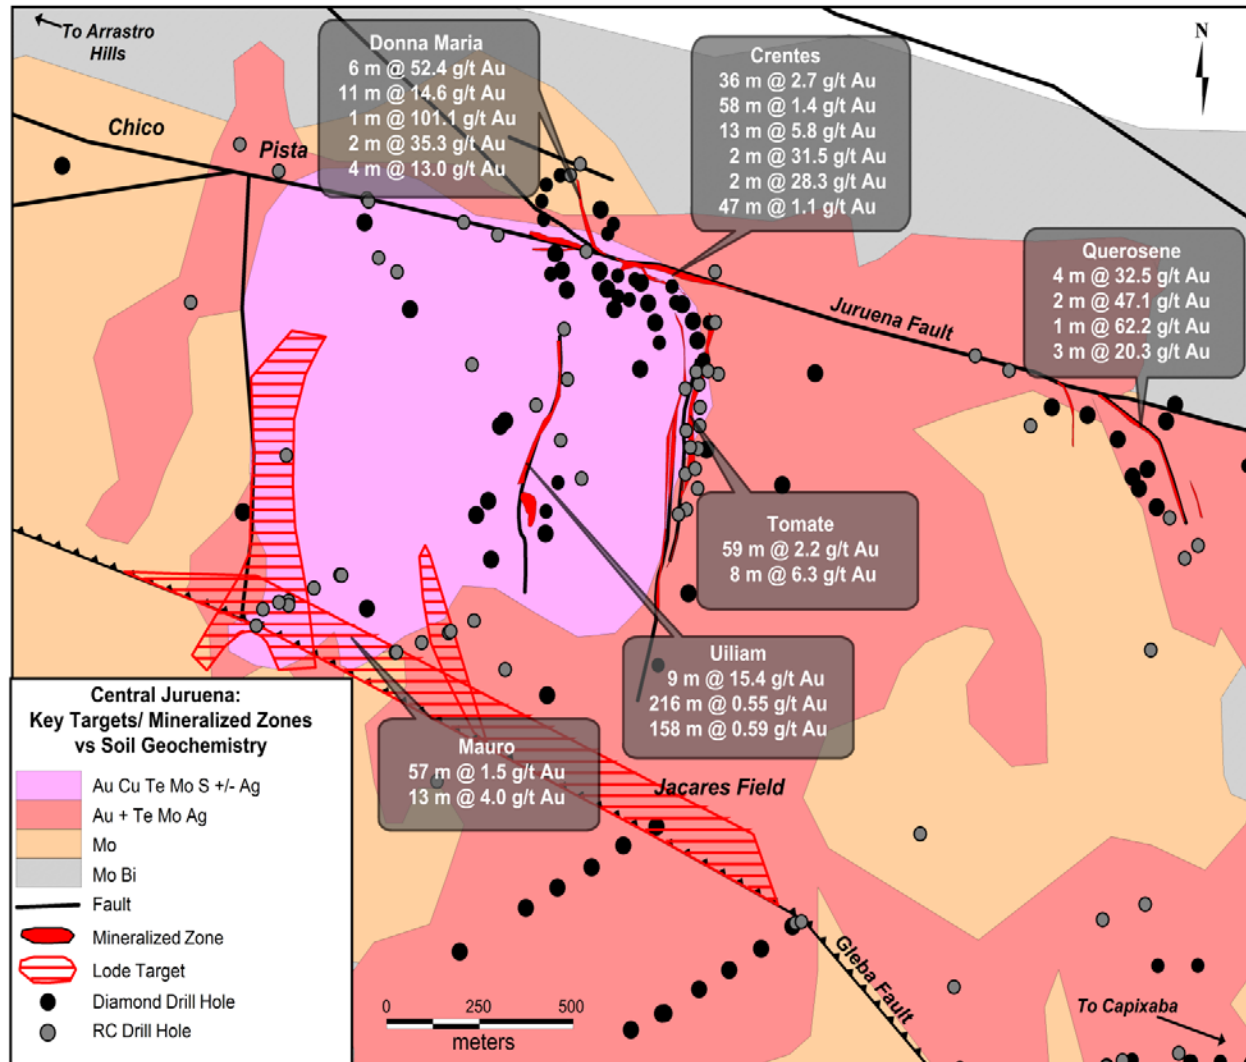 To Arrastro
Hills
N
Donna Maria
6 m @ 52.4 g/t Au
11 m @ 14.6 g/t Au
1 m @ 101.1 g/t Au
2 m @ 35.3 g/t Au
4 m @ 13.0 g/t Au
Crentes
36 m @ 2.7 g/t Au
58 m @ 1.4 g/t Au
13 m @ 5.8 g/t Au
2 m @ 31.5 g/t Au
2 m @ 28.3 g/t Au
47 m @ 1.1 g/t Au
Chico
Pista
Querosene
4 m @ 32.5 g/t Au
2 m @ 47.1 g/t Au
1 m @ 62.2 g/t Au
3 m @ 20.3 g/t Au
Juruena Fault
Tomate
59 m @ 2.2 g/t Au
8 m @ 6.3 g/t Au
Uiliam
9 m @ 15.4 g/t Au
216 m @ 0.55 g/t Au
158 m @ 0.59 g/t Au
Mauro
57 m @ 1.5 g/t Au
13 m @ 4.0 g/t Au
Jacares Field
Gleba Fault
To Capixaba
Central Juruena:
Key Targets/ Mineralized Zones
vs Soil Geochemistry
Au Cu Te Mo S +/- Ag
Au + Te Mo Ag
Mo
Mo Bi
Fault
Mineralized Zone
Lode Target
Diamond Drill Hole
RC Drill Hole
0 250 500
meters